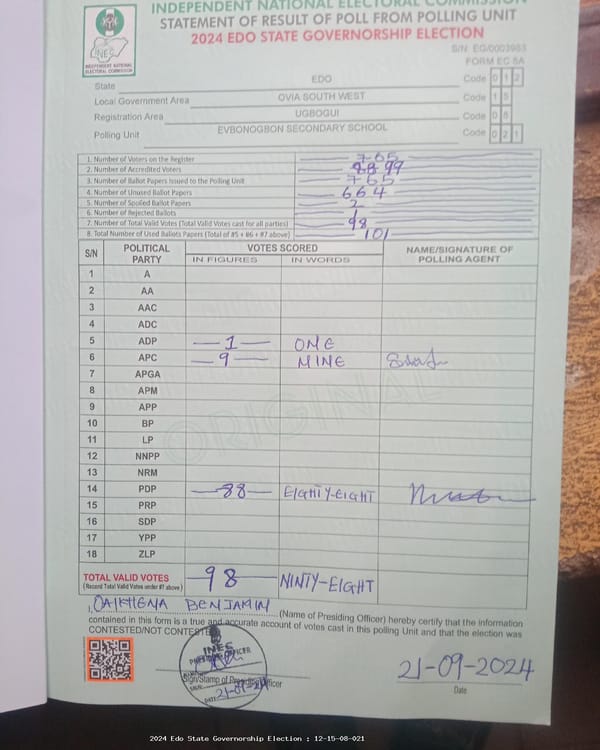 INDEPENDENT NATIONAL ELECTORAL COMMISSION
STATEMENT OF RESULT OF POLL FROM POLLING UNIT
2024 EDO STATE GOVERNORSHIP ELECTION
INEC
INDEPENDENT NATIONAL
ELECTORAL COMMISSION
S/N: EG/0003983
FORM EC 8A
State EDO Code 0 1 2
Local Government Area OVIA SOUTH WEST Code 1 5
Registration Area UGBOGUI Code 0 8
Polling Unit EVBONOGBON SECONDARY SCHOOL Code 0 2 1
1. Number of Voters on the Register 765
2. Number of Accredited Voters 99
3. Number of Ballot Papers Issued to the Polling Unit 765
4. Number of Unused Ballot Papers 664
5. Number of Spoiled Ballot Papers 2
6. Number of Rejected Ballots 1
7. Number of Total Valid Votes (Total Valid Votes cast for all parties) 98
8. Total Number of Used Ballots Papers (Total of #5 + #6 + #7 above) 101
S/N POLITICAL PARTY VOTES SCORED NAME/SIGNATURE OF POLLING AGENT
IN FIGURES IN WORDS
1 A
2 AA
3 AAC
4 ADC
5 ADP 1 ONE
6 APC 9 NINE
7 APGA
8 APM
9 APP
10 BP
11 LP
12 NNPP
13 NRM
14 PDP 88 EIGHTY-EIGHT
15 PRP
16 SDP
17 YPP
18 ZLP
ORIGINAL
TOTAL VALID VOTES 98 NINTY-EIGHT
(Record Total Valid Votes under #7 above)
I, OAIKHENA BENJAMIN (Name of Presiding Officer) hereby certify that the information
contained in this form is a true and accurate account of votes cast in this polling Unit and that the election was
CONTESTED/NOT CONTESTED
INEC
PRESIDING OFFICER
Sign/Stamp of Presiding Officer
DATE: 21-09-24
21-09-2024
Date
2024 Edo State Governorship Election : 12-15-08-021